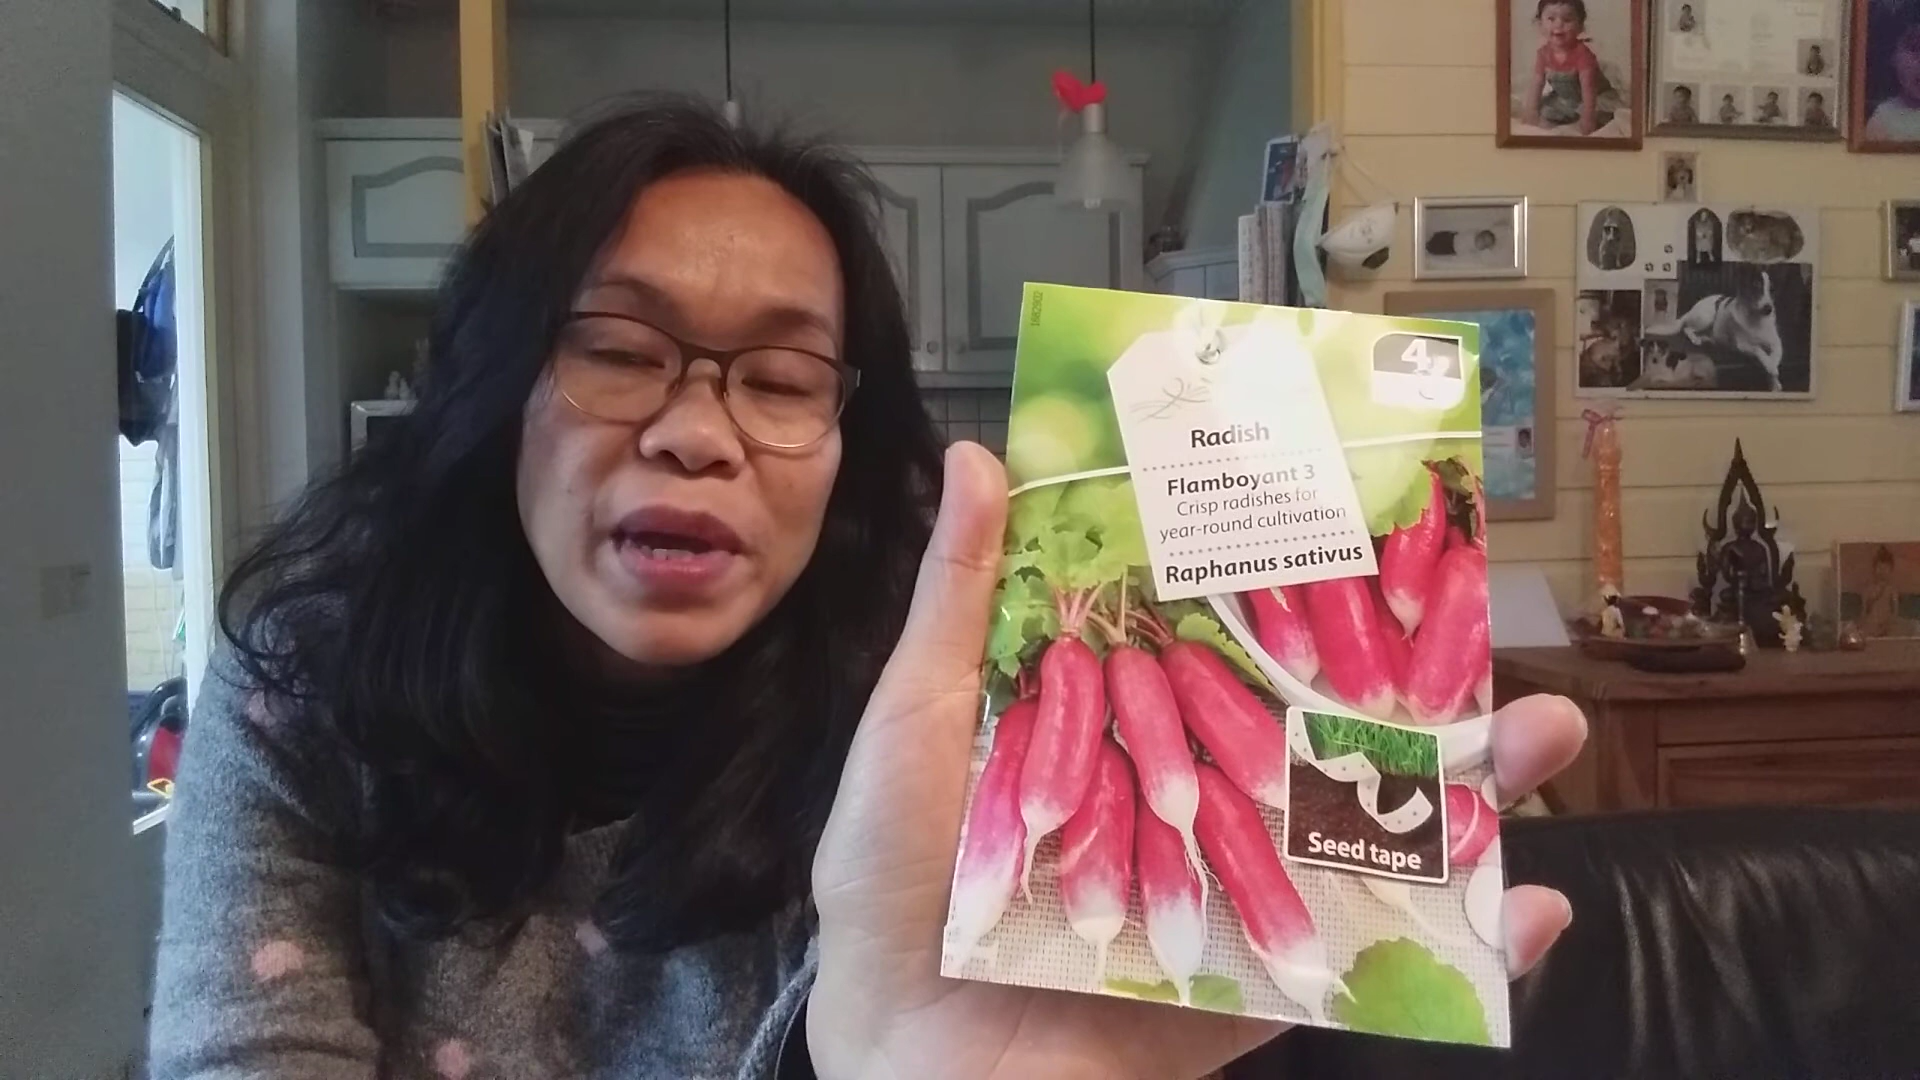 Radish
Flamboyant 3
Crisp radishes for
year-round cultivation
Raphanus sativus
Seed tape